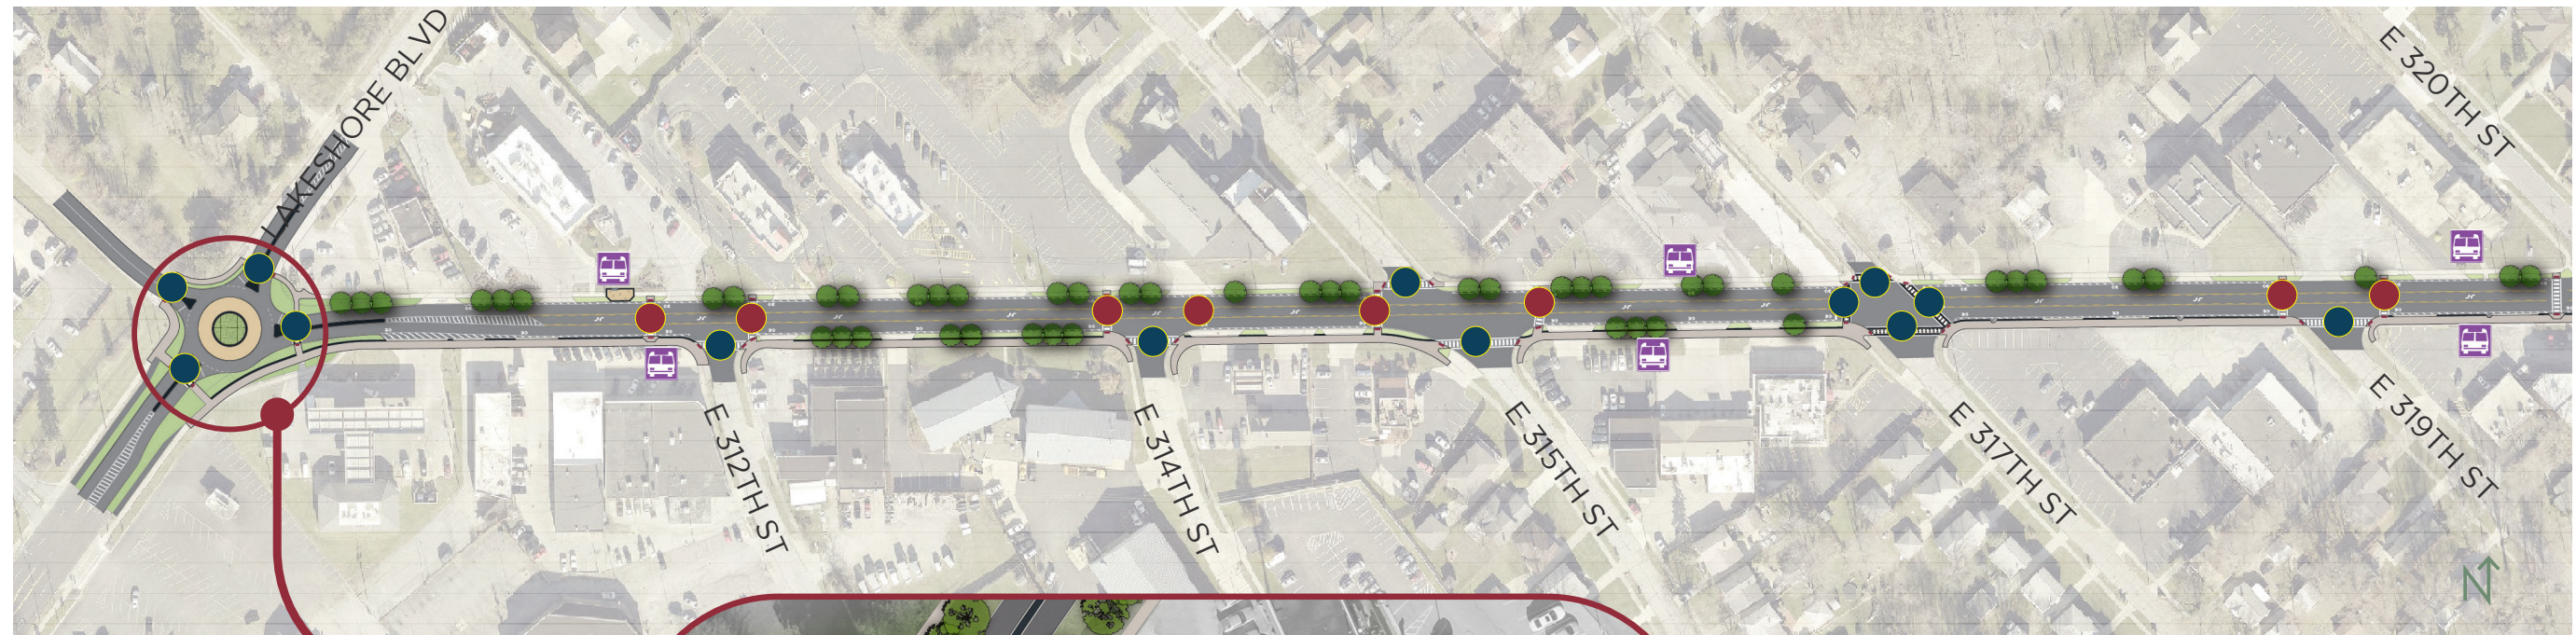 LAKESHORE BLVD
E 320TH ST
E 312TH ST
E 314TH ST
E 315TH ST
E 317TH ST
E 319TH ST
N